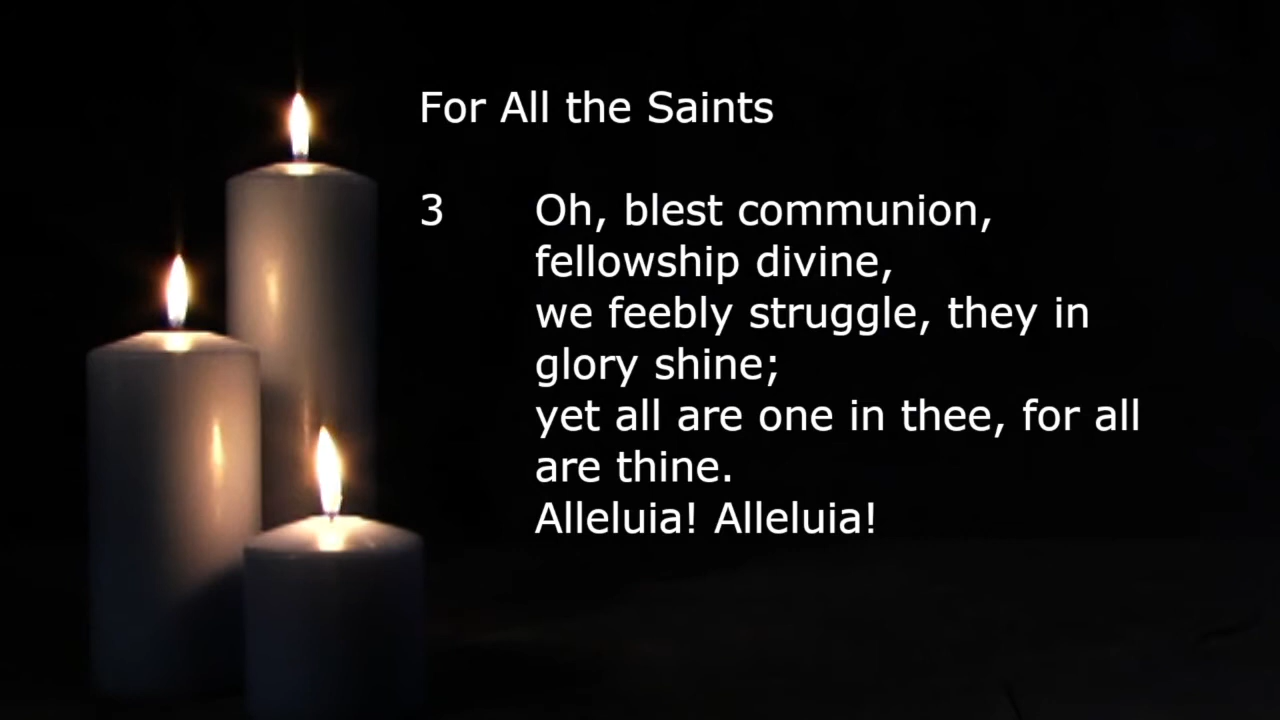 For All the Saints
3 Oh, blest communion,
fellowship divine,
we feebly struggle, they in
glory shine;
yet all are one in thee, for all
are thine.
Alleluia! Alleluia!